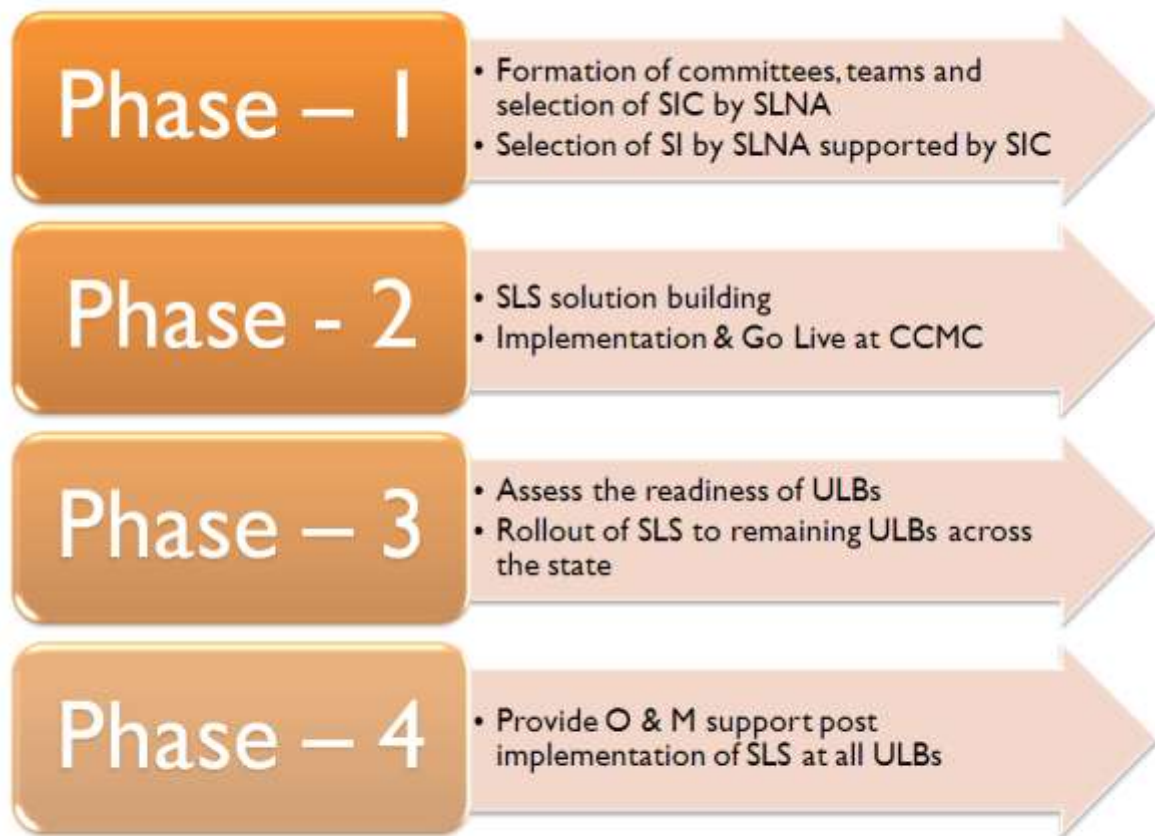 Phase – 1
• Formation of committees, teams and
selection of SIC by SLNA
• Selection of SI by SLNA supported by SIC
Phase - 2
• SLS solution building
• Implementation & Go Live at CCMC
Phase – 3
• Assess the readiness of ULBs
• Rollout of SLS to remaining ULBs across
the state
Phase – 4
• Provide O & M support post
implementation of SLS at all ULBs